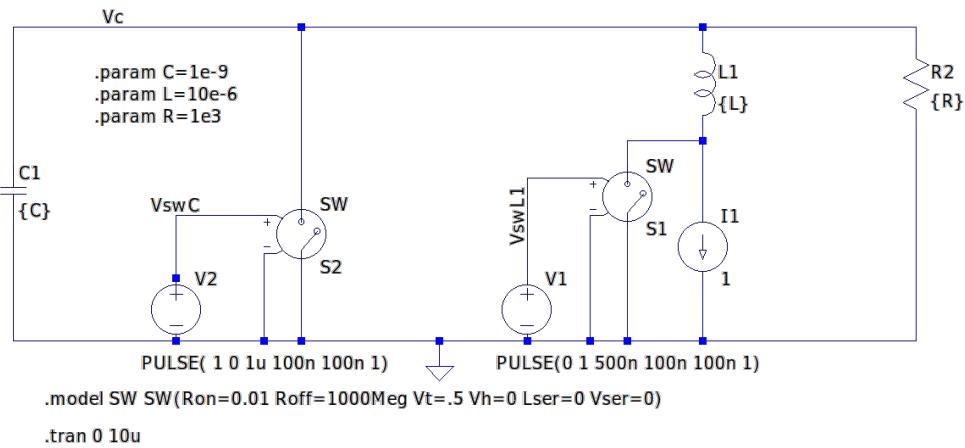 Vc
.param C=1e-9
.param L=10e-6
.param R=1e3
L1
{L}
R2
{R}
C1
{C}
VswC
+
−
SW
S2
VswL1
+
−
SW
S1
I1
1
V2
+
−
V1
+
−
PULSE( 1 0 1u 100n 100n 1)
PULSE(0 1 500n 100n 100n 1)
.model SW SW(Ron=0.01 Roff=1000Meg Vt=.5 Vh=0 Lser=0 Vser=0)
.tran 0 10u